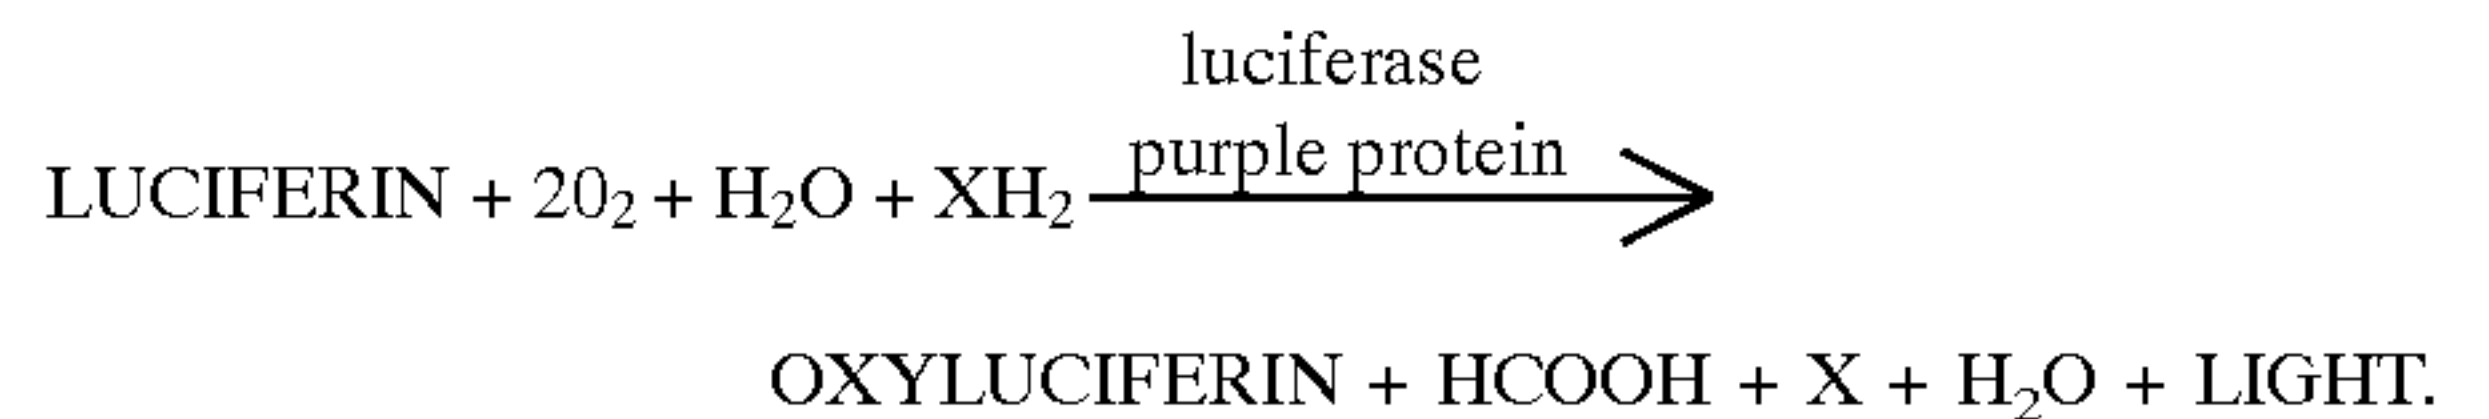 luciferase
purple protein
LUCIFERIN + 20₂ + H₂O + XH₂
OXYLUCIFERIN + HCOOH + X + H₂O + LIGHT.